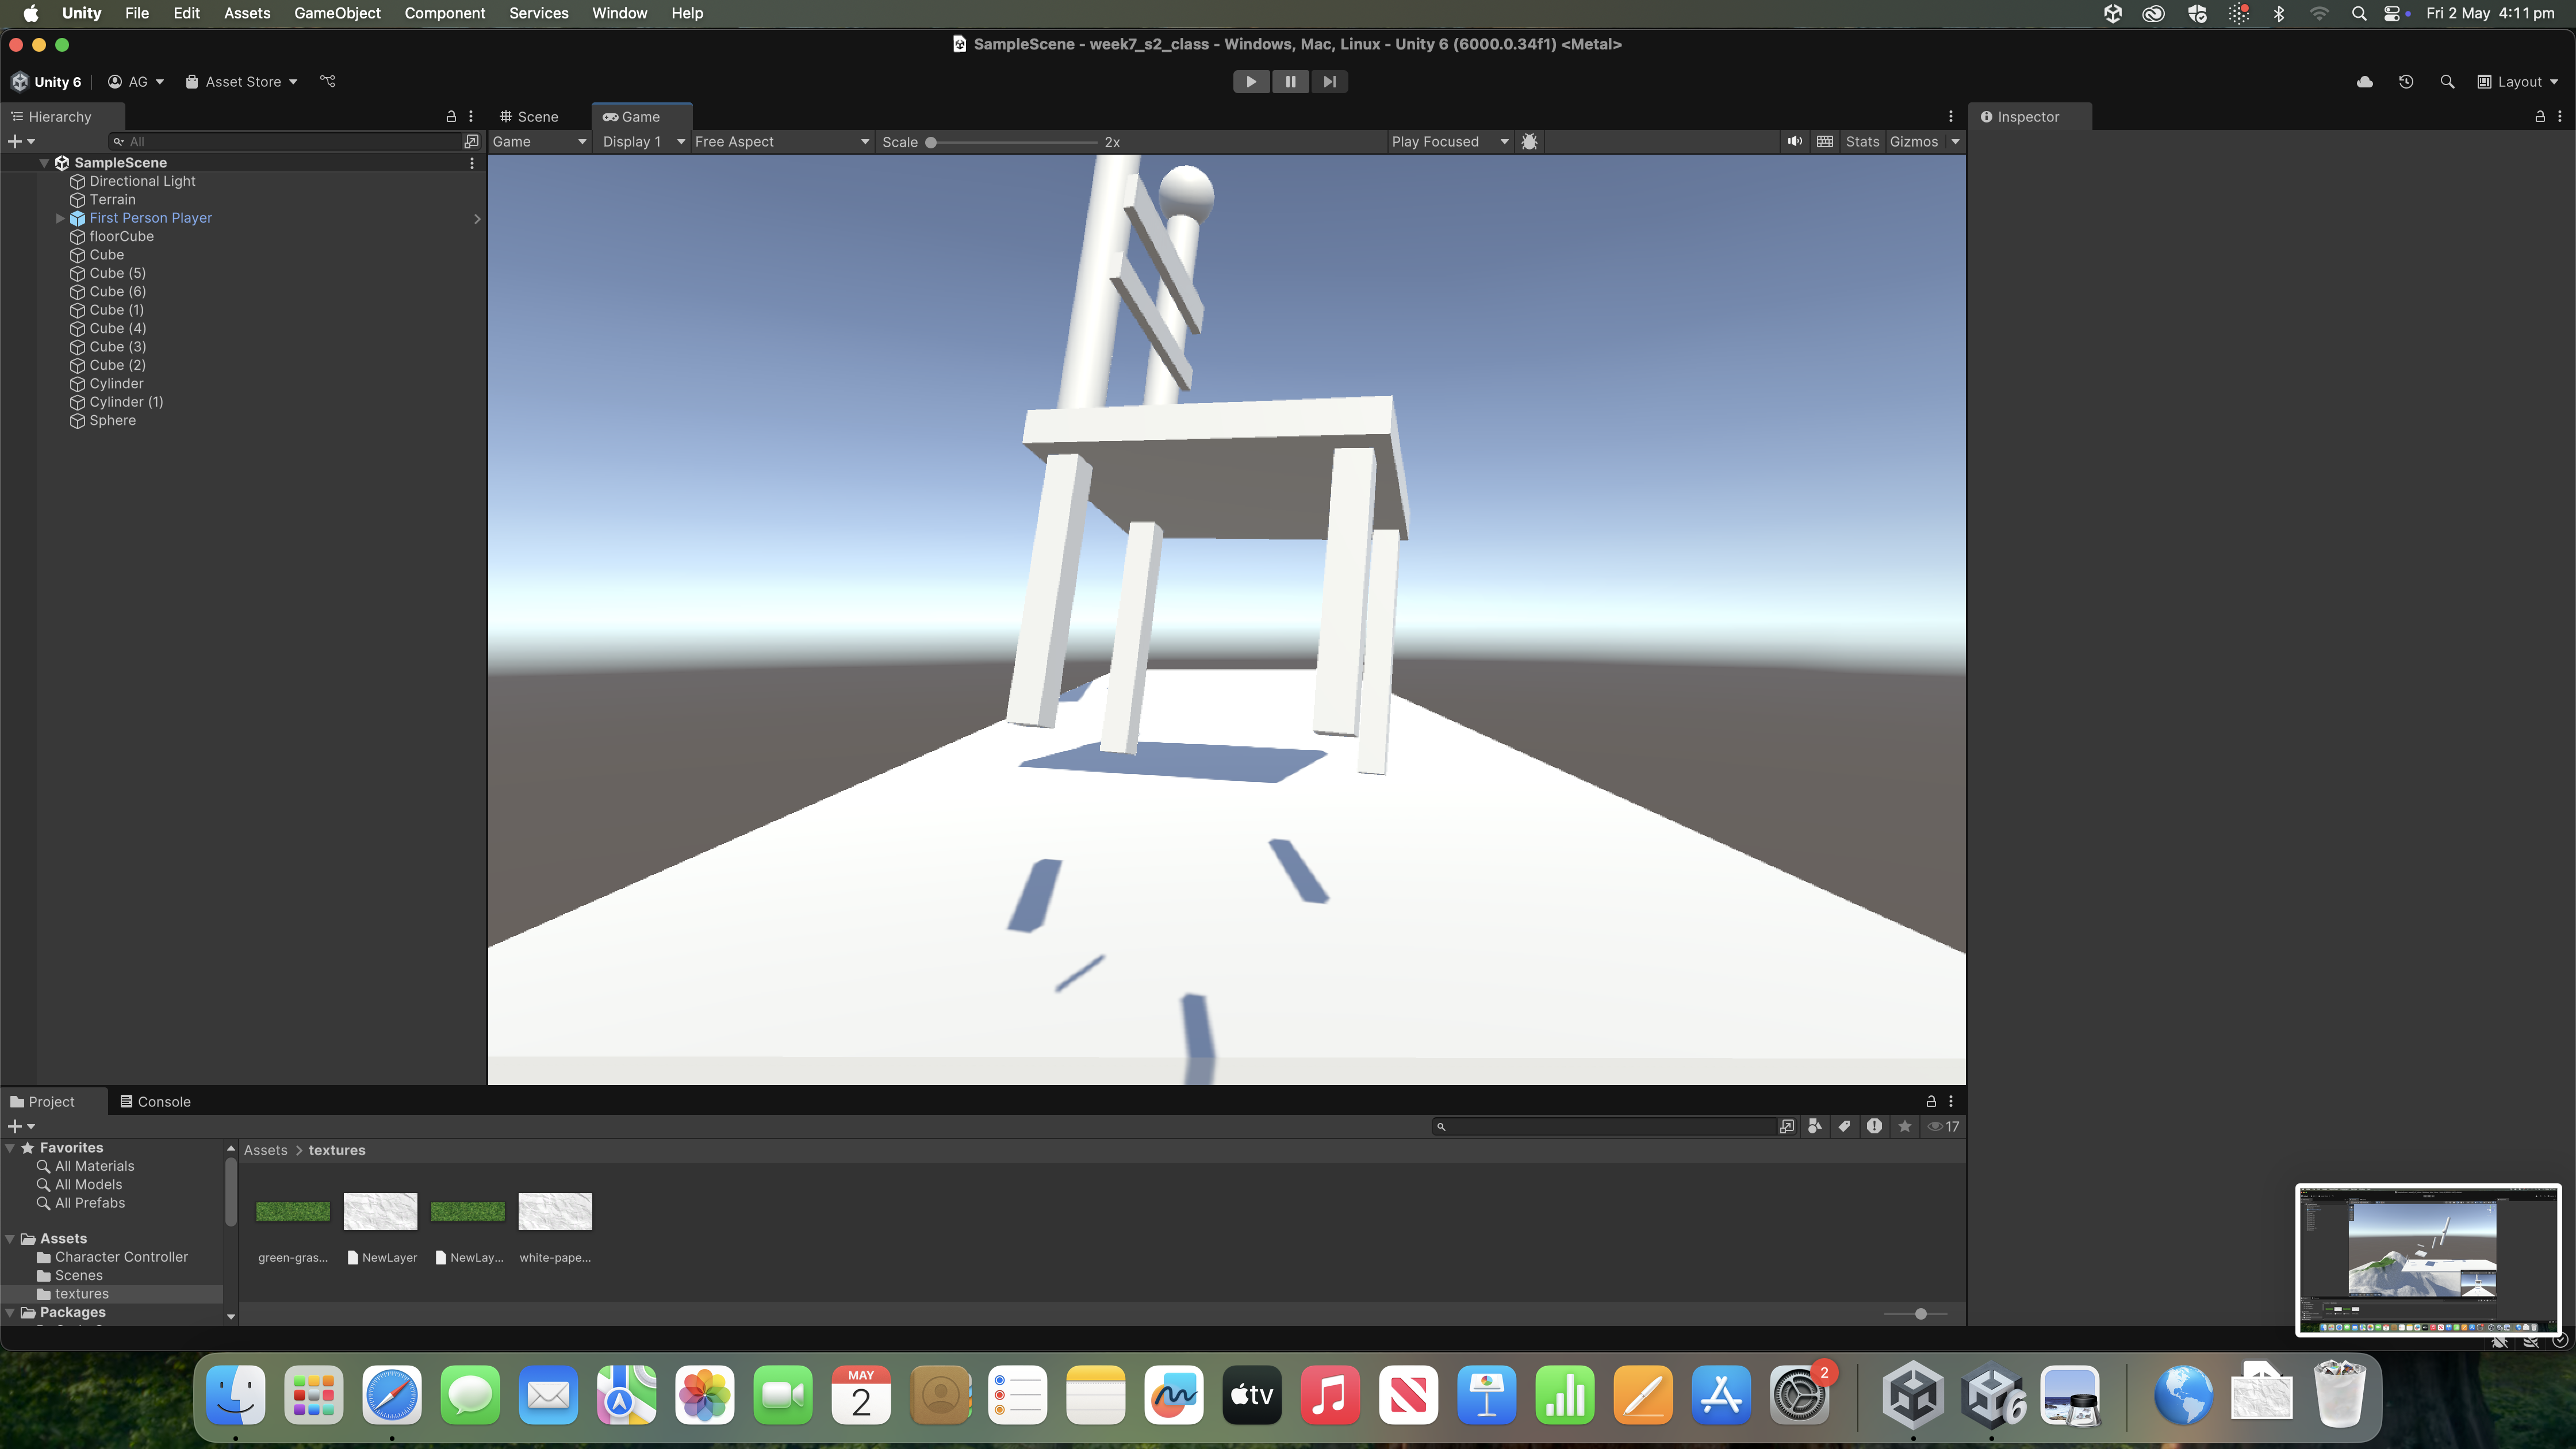 Unity File Edit Assets GameObject Component Services Window Help Fri 2 May 4:11 pm
SampleScene - week7_s2_class - Windows, Mac, Linux - Unity 6 (6000.0.34f1) <Metal>
Unity 6 AG Asset Store Layout
Hierarchy Scene Game Inspector
All Game Display 1 Free Aspect Scale 2x Play Focused Stats Gizmos
SampleScene
Directional Light
Terrain
First Person Player
floorCube
Cube
Cube (5)
Cube (6)
Cube (1)
Cube (4)
Cube (3)
Cube (2)
Cylinder
Cylinder (1)
Sphere
Project Console
17
Favorites
All Materials
All Models
All Prefabs
Assets
Character Controller
Scenes
textures
Packages
Assets > textures
green-gras... NewLayer NewLay... white-pape...
MAY
2
tv
2
6